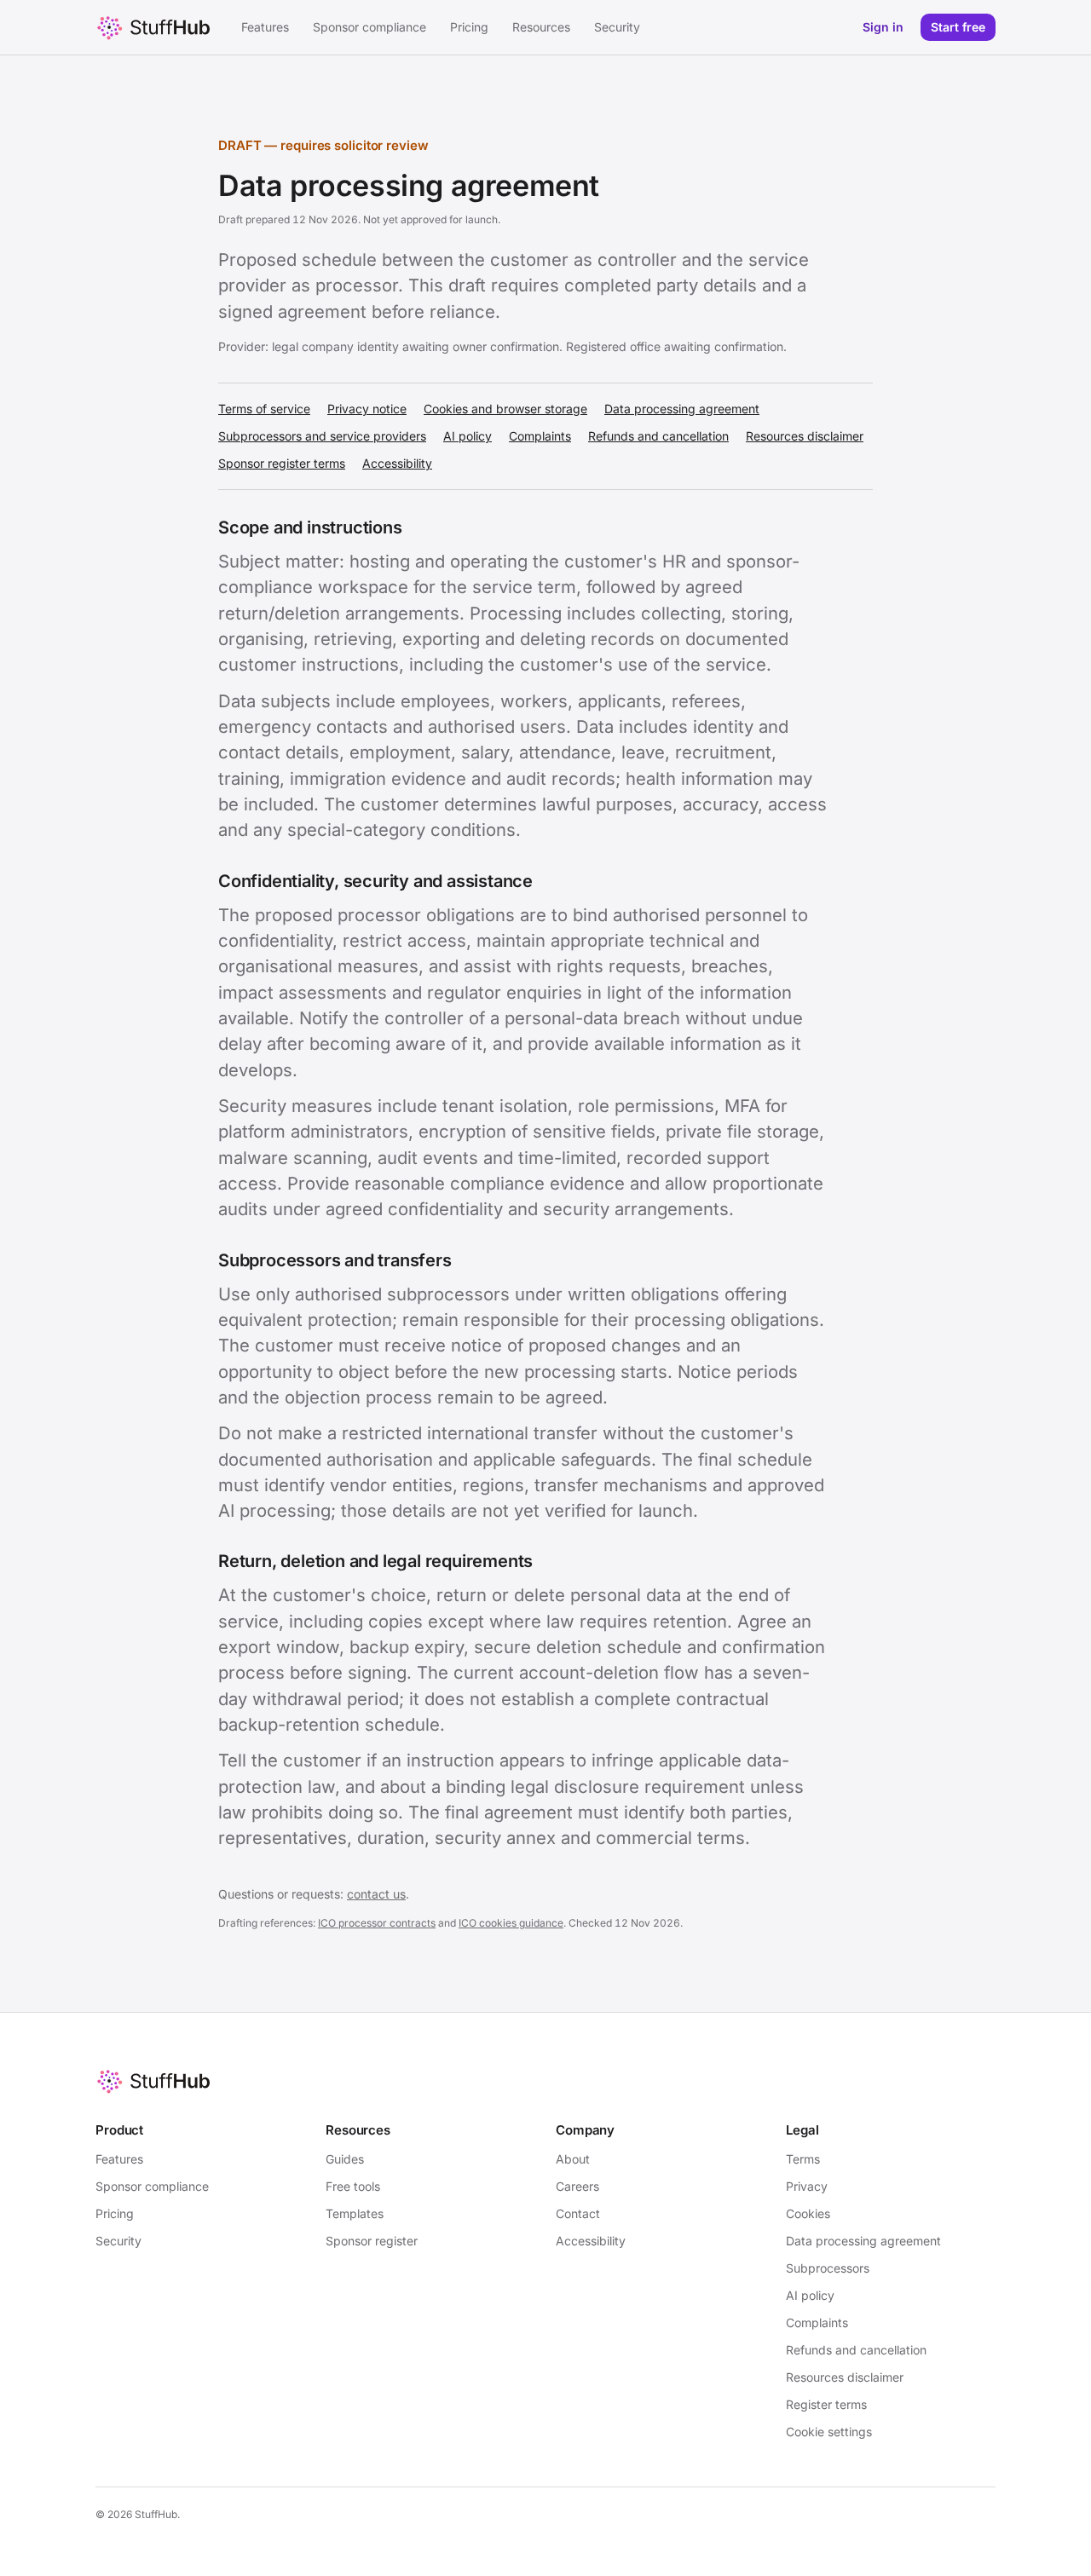 StuffHub
Features
Sponsor compliance
Pricing
Resources
Security
Sign in
Start free
DRAFT — requires solicitor review
Data processing agreement
Draft prepared 12 Nov 2026. Not yet approved for launch.
Proposed schedule between the customer as controller and the service
provider as processor. This draft requires completed party details and a
signed agreement before reliance.
Provider: legal company identity awaiting owner confirmation. Registered office awaiting confirmation.
Terms of service Privacy notice Cookies and browser storage Data processing agreement
Subprocessors and service providers AI policy Complaints Refunds and cancellation Resources disclaimer
Sponsor register terms Accessibility
Scope and instructions
Subject matter: hosting and operating the customer's HR and sponsor-
compliance workspace for the service term, followed by agreed
return/deletion arrangements. Processing includes collecting, storing,
organising, retrieving, exporting and deleting records on documented
customer instructions, including the customer's use of the service.
Data subjects include employees, workers, applicants, referees,
emergency contacts and authorised users. Data includes identity and
contact details, employment, salary, attendance, leave, recruitment,
training, immigration evidence and audit records; health information may
be included. The customer determines lawful purposes, accuracy, access
and any special-category conditions.
Confidentiality, security and assistance
The proposed processor obligations are to bind authorised personnel to
confidentiality, restrict access, maintain appropriate technical and
organisational measures, and assist with rights requests, breaches,
impact assessments and regulator enquiries in light of the information
available. Notify the controller of a personal-data breach without undue
delay after becoming aware of it, and provide available information as it
develops.
Security measures include tenant isolation, role permissions, MFA for
platform administrators, encryption of sensitive fields, private file storage,
malware scanning, audit events and time-limited, recorded support
access. Provide reasonable compliance evidence and allow proportionate
audits under agreed confidentiality and security arrangements.
Subprocessors and transfers
Use only authorised subprocessors under written obligations offering
equivalent protection; remain responsible for their processing obligations.
The customer must receive notice of proposed changes and an
opportunity to object before the new processing starts. Notice periods
and the objection process remain to be agreed.
Do not make a restricted international transfer without the customer's
documented authorisation and applicable safeguards. The final schedule
must identify vendor entities, regions, transfer mechanisms and approved
AI processing; those details are not yet verified for launch.
Return, deletion and legal requirements
At the customer's choice, return or delete personal data at the end of
service, including copies except where law requires retention. Agree an
export window, backup expiry, secure deletion schedule and confirmation
process before signing. The current account-deletion flow has a seven-
day withdrawal period; it does not establish a complete contractual
backup-retention schedule.
Tell the customer if an instruction appears to infringe applicable data-
protection law, and about a binding legal disclosure requirement unless
law prohibits doing so. The final agreement must identify both parties,
representatives, duration, security annex and commercial terms.
Questions or requests: contact us.
Drafting references: ICO processor contracts and ICO cookies guidance. Checked 12 Nov 2026.
StuffHub
Product
Features
Sponsor compliance
Pricing
Security
Resources
Guides
Free tools
Templates
Sponsor register
Company
About
Careers
Contact
Accessibility
Legal
Terms
Privacy
Cookies
Data processing agreement
Subprocessors
AI policy
Complaints
Refunds and cancellation
Resources disclaimer
Register terms
Cookie settings
© 2026 StuffHub.